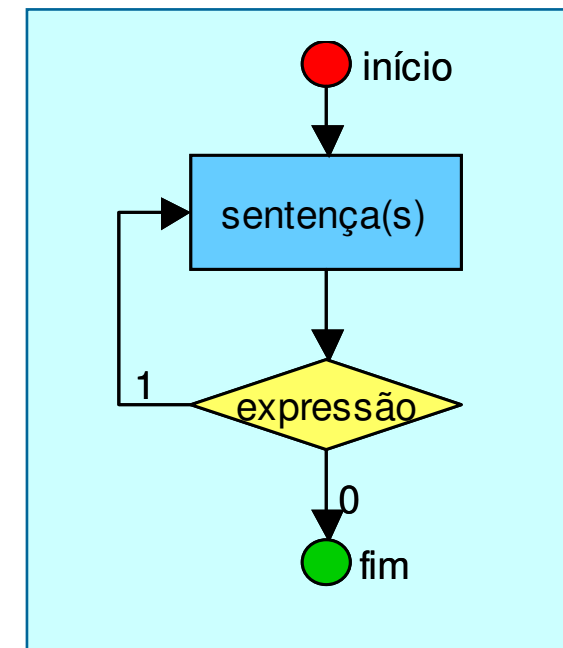 início
sentença(s)
1
expressão
0
fim